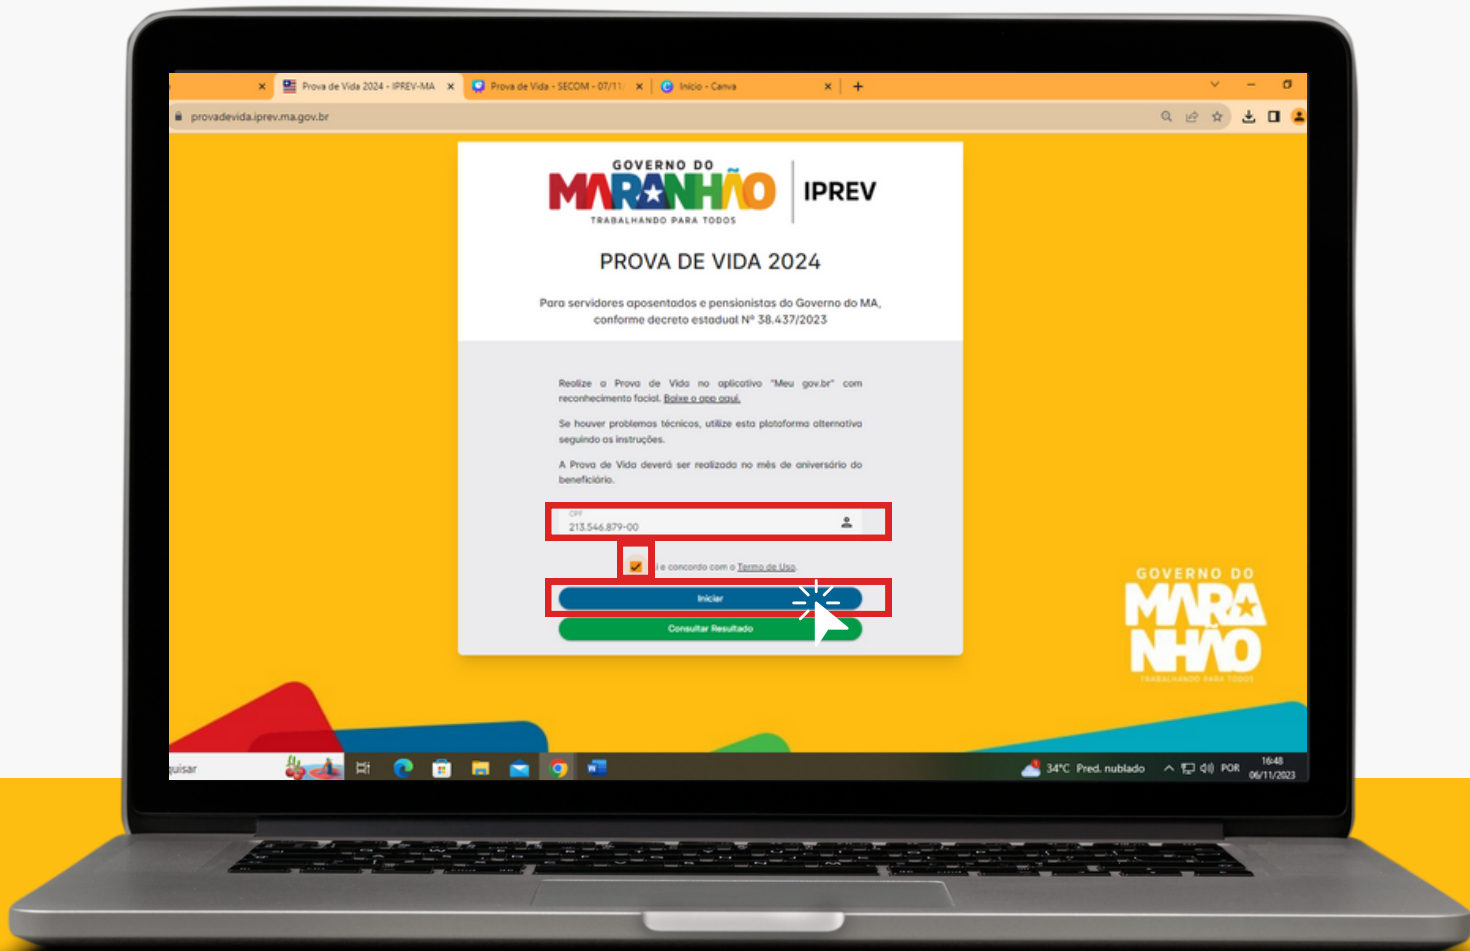 Prova de Vida 2024 - IPREV-MA
Prova de Vida - SECOM - 07/11/
Início - Canva
provadevida.iprev.ma.gov.br
GOVERNO DO
MARANHÃO
TRABALHANDO PARA TODOS
IPREV
PROVA DE VIDA 2024
Para servidores aposentados e pensionistas do Governo do MA,
conforme decreto estadual Nº 38.437/2023
Realize a Prova de Vida no aplicativo "Meu gov.br" com
reconhecimento facial. Baixe o app aqui.
Se houver problemas técnicos, utilize esta plataforma alternativa
seguindo as instruções.
A Prova de Vida deverá ser realizada no mês de aniversário do
beneficiário.
CPF
213.546.879-00
i e concordo com o Termo de Uso.
Iniciar
Consultar Resultado
GOVERNO DO
MARA
NHÃO
TRABALHANDO PARA TODOS
quisar
34°C Pred. nublado
POR
16:48
06/11/2023